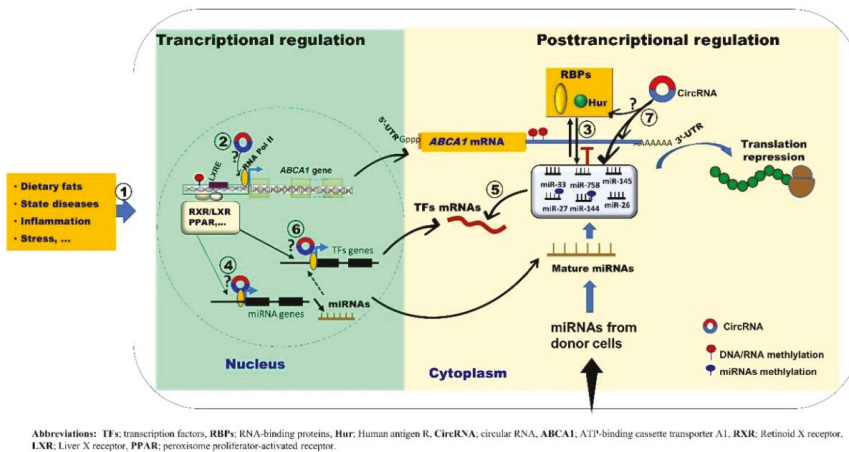 Trancriptional regulation
Posttrancriptional regulation
RBPs
Hur
CircRNA
?
7
3
2
?
RNA Pol II
LXRE
ABCA1 gene
5'-UTR
Gppp
ABCA1 mRNA
AAAAAAA
3'-UTR
Translation
repression
1
• Dietary fats
• State diseases
• Inflammation
• Stress, ...
RXR/LXR
PPAR,...
miR-33 miR-758 miR-145
miR-27 miR-144 miR-26
5
TFs mRNAs
6
?
TFs genes
4
?
miRNA genes
miRNAs
Mature miRNAs
miRNAs from
donor cells
Nucleus
Cytoplasm
CircRNA
DNA/RNA methlylation
miRNAs methylation
Abbreviations: TFs; transcription factors, RBPs; RNA-binding proteins, Hur; Human antigen R, CircRNA; circular RNA, ABCA1; ATP-binding cassette transporter A1, RXR; Retinoid X receptor,
LXR; Liver X receptor, PPAR; peroxisome proliferator-activated receptor.